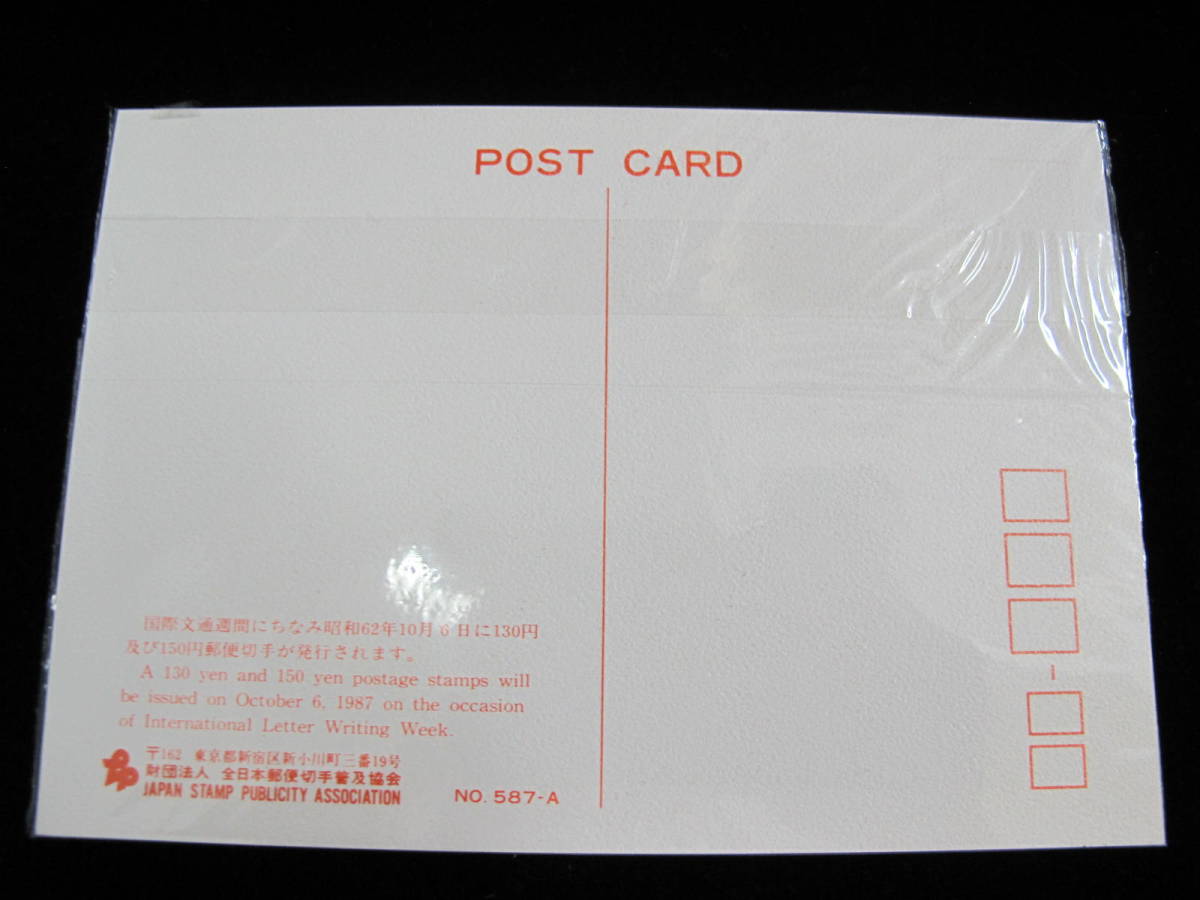 POST CARD
国際文通週間にちなみ昭和62年10月6日に130円
及び150円郵便切手が発行されます。
A 130 yen and 150 yen postage stamps will
be issued on October 6, 1987 on the occasion
of International Letter Writing Week.
〒162 東京都新宿区新小川町三番19号
財団法人 全日本郵便切手普及協会
JAPAN STAMP PUBLICITY ASSOCIATION
NO. 587-A